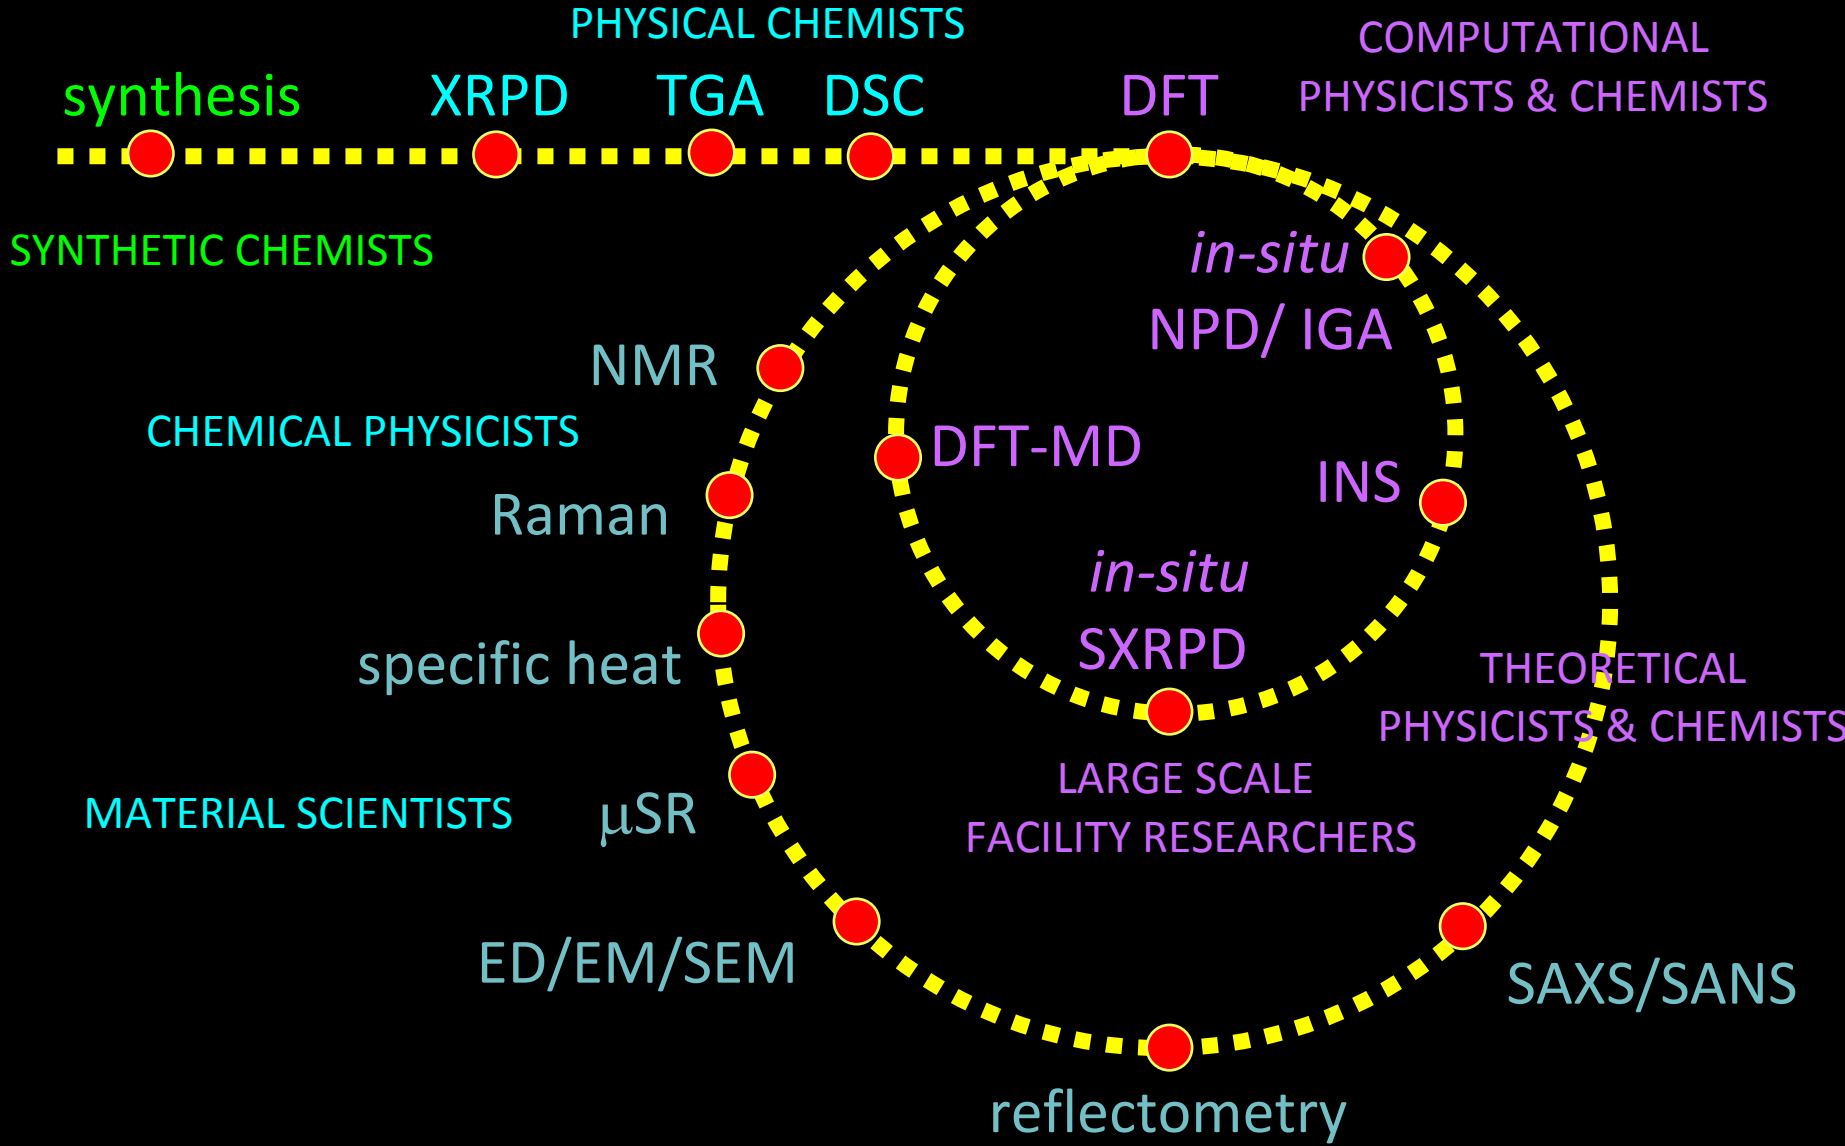 PHYSICAL CHEMISTS
COMPUTATIONAL
PHYSICISTS & CHEMISTS
synthesis
XRPD
TGA
DSC
DFT
SYNTHETIC CHEMISTS
in-situ
NPD/ IGA
NMR
CHEMICAL PHYSICISTS
DFT-MD
INS
Raman
in-situ
SXRPD
specific heat
THEORETICAL
PHYSICISTS & CHEMISTS
LARGE SCALE
FACILITY RESEARCHERS
MATERIAL SCIENTISTS
μSR
ED/EM/SEM
SAXS/SANS
reflectometry